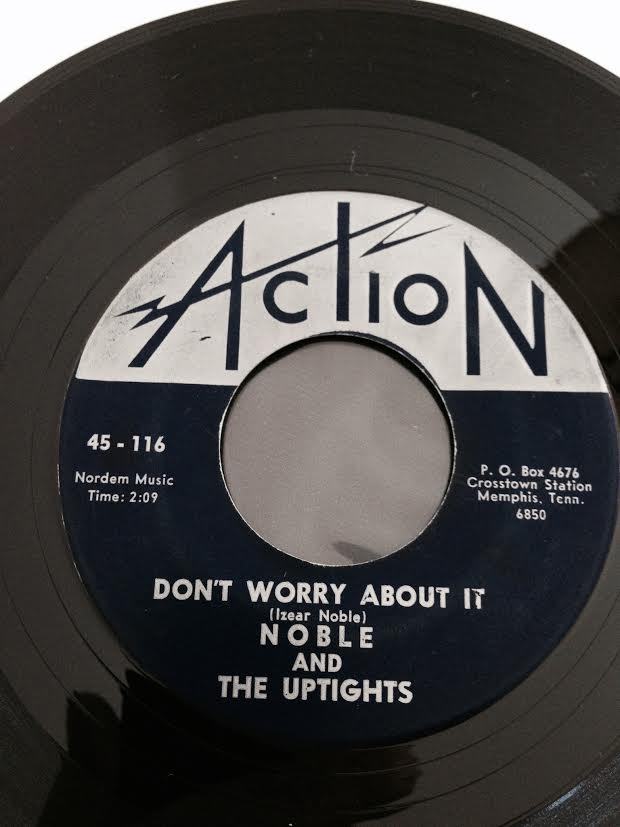 ACTION
45 - 116
Nordem Music
Time: 2:09
P. O. Box 4676
Crosstown Station
Memphis, Tenn.
6850
DON'T WORRY ABOUT IT
(Izear Noble)
NOBLE
AND
THE UPTIGHTS